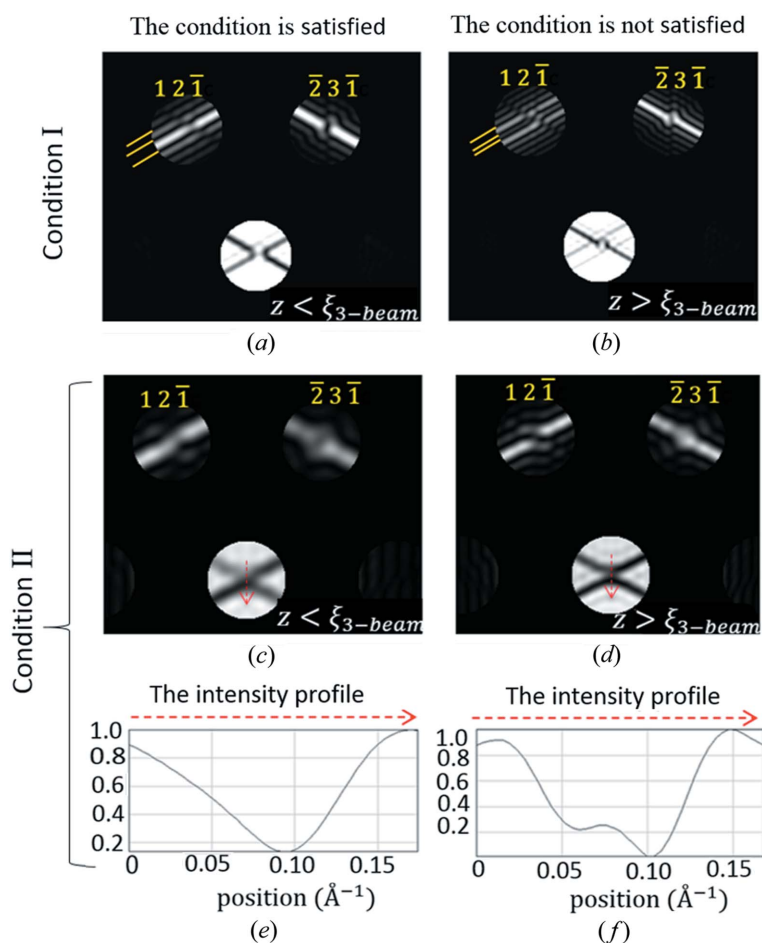 The condition is satisfied
The condition is not satisfied
Condition I
1 2 1̅
2̅ 3 1̅
z < ξ3−beam
(a)
1 2 1̅
2̅ 3 1̅
z > ξ3−beam
(b)
Condition II
1 2 1̅
2̅ 3 1̅
z < ξ3−beam
(c)
1 2 1̅
2̅ 3 1̅
z > ξ3−beam
(d)
The intensity profile
1.0
0.8
0.6
0.4
0.2
0 0.05 0.10 0.15
position (Å⁻¹)
(e)
The intensity profile
1.0
0.8
0.6
0.4
0.2
0 0.05 0.10 0.15
position (Å⁻¹)
(f)